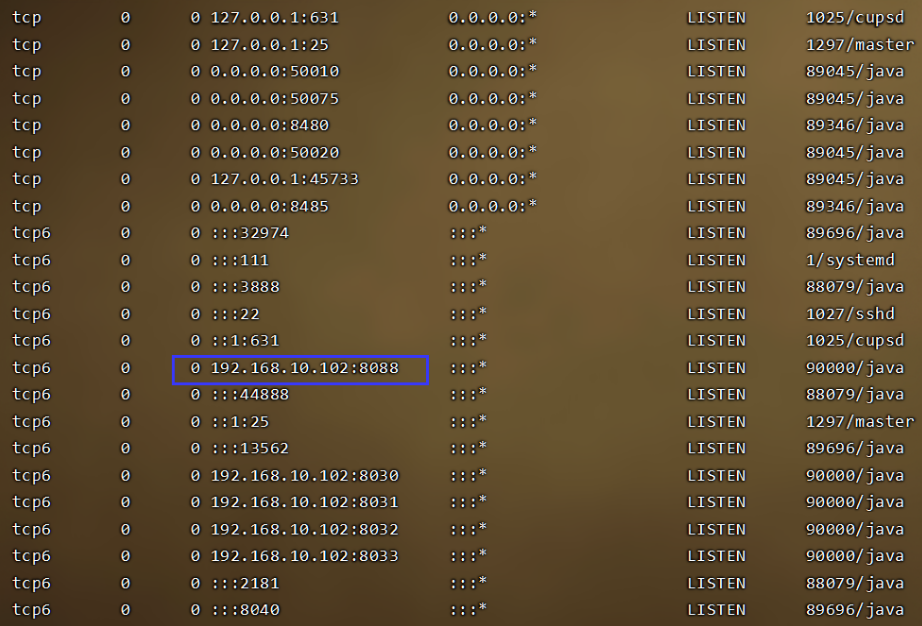 tcp 0 0 127.0.0.1:631 0.0.0.0:* LISTEN 1025/cupsd
tcp 0 0 127.0.0.1:25 0.0.0.0:* LISTEN 1297/master
tcp 0 0 0.0.0.0:50010 0.0.0.0:* LISTEN 89045/java
tcp 0 0 0.0.0.0:50075 0.0.0.0:* LISTEN 89045/java
tcp 0 0 0.0.0.0:8480 0.0.0.0:* LISTEN 89346/java
tcp 0 0 0.0.0.0:50020 0.0.0.0:* LISTEN 89045/java
tcp 0 0 127.0.0.1:45733 0.0.0.0:* LISTEN 89045/java
tcp 0 0 0.0.0.0:8485 0.0.0.0:* LISTEN 89346/java
tcp6 0 0 :::32974 :::* LISTEN 89696/java
tcp6 0 0 :::111 :::* LISTEN 1/systemd
tcp6 0 0 :::3888 :::* LISTEN 88079/java
tcp6 0 0 :::22 :::* LISTEN 1027/sshd
tcp6 0 0 ::1:631 :::* LISTEN 1025/cupsd
tcp6 0 0 192.168.10.102:8088 :::* LISTEN 90000/java
tcp6 0 0 :::44888 :::* LISTEN 88079/java
tcp6 0 0 ::1:25 :::* LISTEN 1297/master
tcp6 0 0 :::13562 :::* LISTEN 89696/java
tcp6 0 0 192.168.10.102:8030 :::* LISTEN 90000/java
tcp6 0 0 192.168.10.102:8031 :::* LISTEN 90000/java
tcp6 0 0 192.168.10.102:8032 :::* LISTEN 90000/java
tcp6 0 0 192.168.10.102:8033 :::* LISTEN 90000/java
tcp6 0 0 :::2181 :::* LISTEN 88079/java
tcp6 0 0 :::8040 :::* LISTEN 89696/java